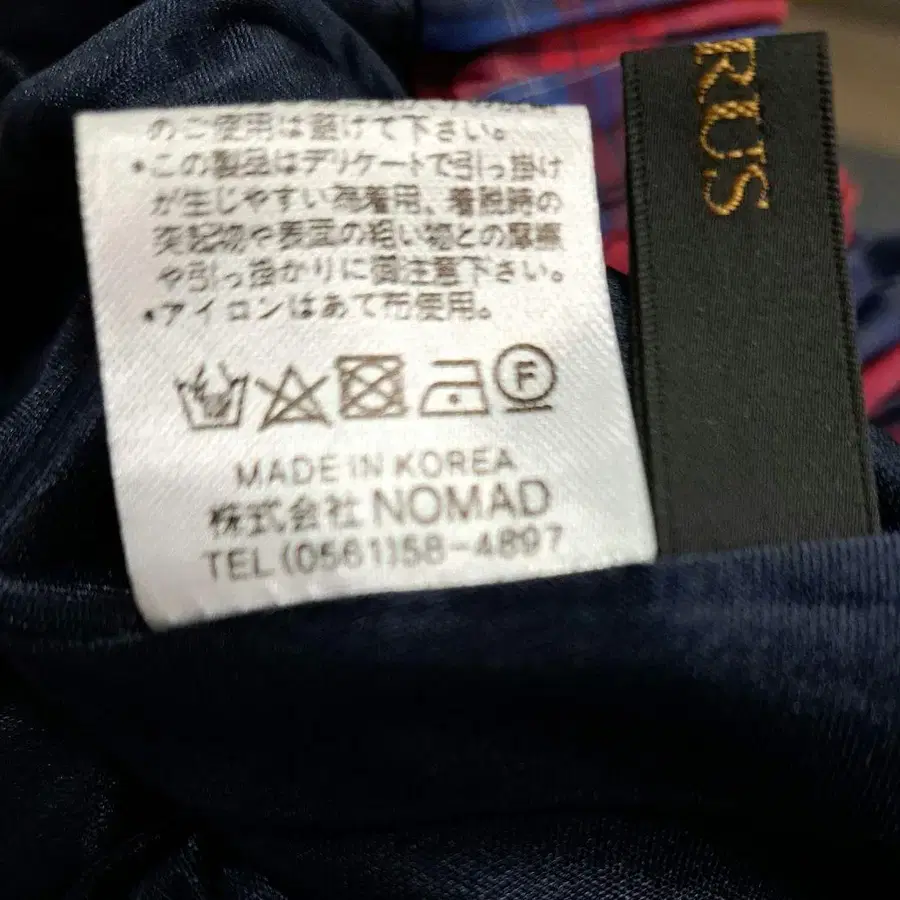 のご使用は避けて下さい。
•この製品はデリケートで引っ掛け
が生じやすい為着用、着脱時の
突起物や表面の粗い物との摩擦
や引っ掛かりに御注意下さい。
•アイロンはあて布使用。
F
MADE IN KOREA
株式会社 NOMAD
TEL (0561)58-4897
RUS